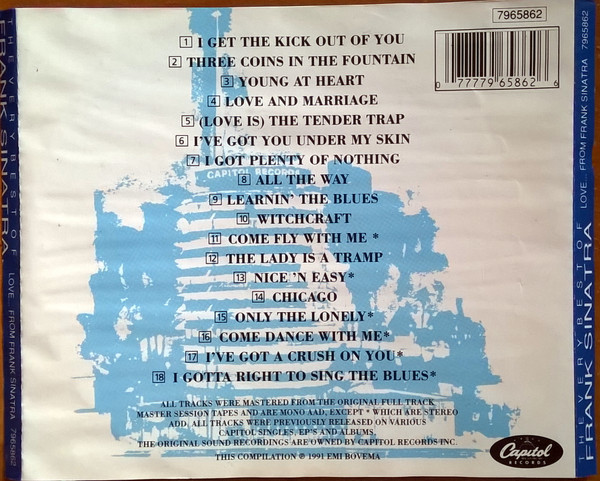 7965862
1 I GET THE KICK OUT OF YOU
2 THREE COINS IN THE FOUNTAIN
3 YOUNG AT HEART
4 LOVE AND MARRIAGE
5 (LOVE IS) THE TENDER TRAP
6 I'VE GOT YOU UNDER MY SKIN
7 I GOT PLENTY OF NOTHING
CAPITOL RECORDS
8 ALL THE WAY
9 LEARNIN' THE BLUES
10 WITCHCRAFT
11 COME FLY WITH ME *
12 THE LADY IS A TRAMP
13 NICE 'N EASY*
14 CHICAGO
15 ONLY THE LONELY*
16 COME DANCE WITH ME*
17 I'VE GOT A CRUSH ON YOU*
18 I GOTTA RIGHT TO SING THE BLUES*
ALL TRACKS WERE MASTERED FROM THE ORIGINAL FULL TRACK
MASTER SESSION TAPES AND ARE MONO AAD, EXCEPT * WHICH ARE STEREO
ADD, ALL TRACKS WERE PREVIOUSLY RELEASED ON VARIOUS
CAPITOL SINGLES, EP'S AND ALBUMS.
THE ORIGINAL SOUND RECORDINGS ARE OWNED BY CAPITOL RECORDS INC.
THIS COMPILATION ℗ 1991 EMI BOVEMA
0 77779 65862 6
Capitol
RECORDS
THE VERY BEST OF LOVE... FROM FRANK SINATRA 7965862
FRANK SINATRA
THE VERY BEST OF LOVE... FROM FRANK SINATRA 7965862
FRANK SINATRA